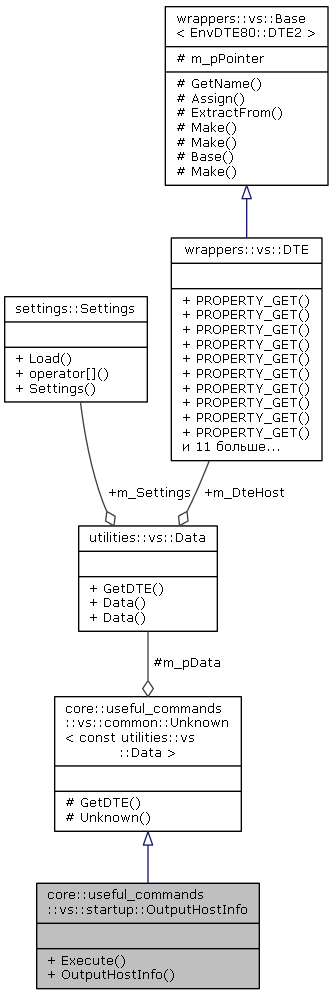 wrappers::vs::Base
< EnvDTE80::DTE2 >
# m_pPointer
# GetName()
# Assign()
# ExtractFrom()
# Make()
# Make()
# Base()
# Make()
wrappers::vs::DTE
+ PROPERTY_GET()
+ PROPERTY_GET()
+ PROPERTY_GET()
+ PROPERTY_GET()
+ PROPERTY_GET()
+ PROPERTY_GET()
+ PROPERTY_GET()
+ PROPERTY_GET()
+ PROPERTY_GET()
+ PROPERTY_GET()
и 11 больше...
settings::Settings
+ Load()
+ operator[]()
+ Settings()
+m_Settings
+m_DteHost
utilities::vs::Data
+ GetDTE()
+ Data()
+ Data()
#m_pData
core::useful_commands
::vs::common::Unknown
< const utilities::vs
::Data >
# GetDTE()
# Unknown()
core::useful_commands
::vs::startup::OutputHostInfo
+ Execute()
+ OutputHostInfo()